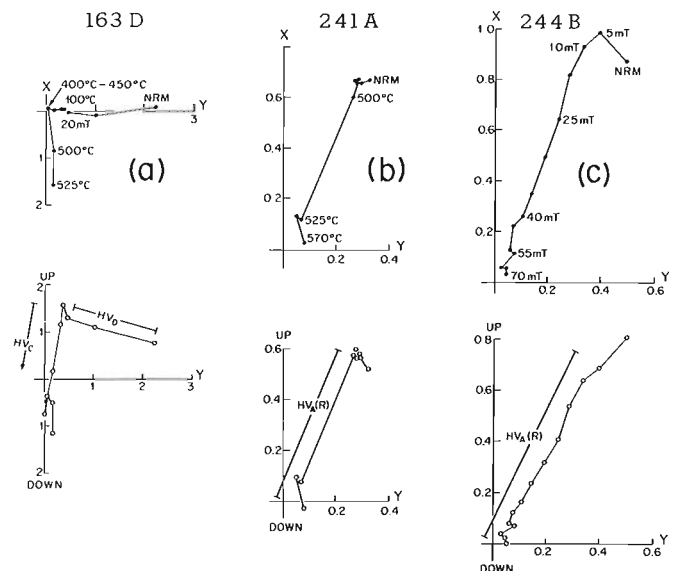 163 D
241 A
244 B
X
400°C – 450°C
100°C
NRM
Y
3
20mT
1
500°C
525°C
2
(a)
X
0.6
NRM
500°C
0.4
(b)
0.2
525°C
570°C
Y
0.2
0.4
X
1.0
5mT
10mT
NRM
0.8
0.6
25mT
(c)
0.4
40mT
0.2
55mT
70mT
Y
0.2
0.4
0.6
UP
2
HV_D
HV_C
1
Y
1
2
3
1
2
DOWN
UP
0.6
0.4
HV_A(R)
0.2
Y
0.2
0.4
DOWN
UP
0.8
0.6
HV_A(R)
0.4
0.2
Y
0.2
0.4
0.6
DOWN